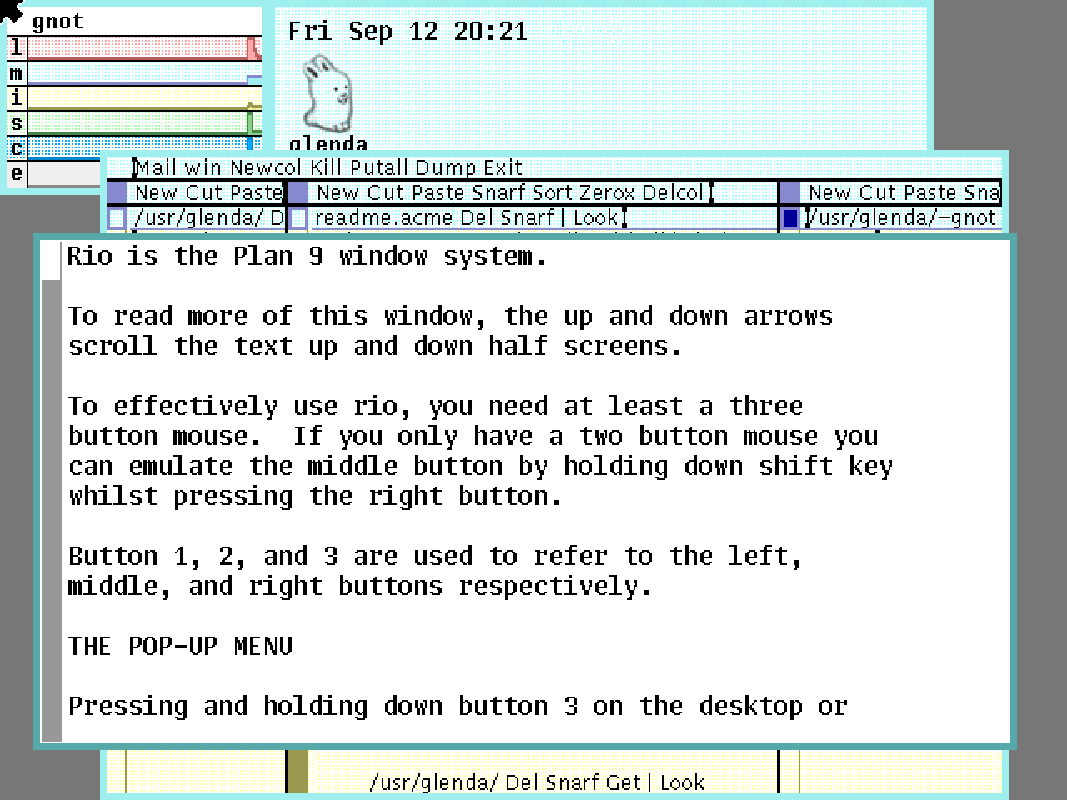 gnot
l
m
i
s
c
e
Fri Sep 12 20:21
glenda
Mail win Newcol Kill Putall Dump Exit
New Cut Paste
New Cut Paste Snarf Sort Zerox Delcol
New Cut Paste Sna
/usr/glenda/ D
readme.acme Del Snarf | Look
/usr/glenda/-gnot
Rio is the Plan 9 window system.
To read more of this window, the up and down arrows
scroll the text up and down half screens.
To effectively use rio, you need at least a three
button mouse.  If you only have a two button mouse you
can emulate the middle button by holding down shift key
whilst pressing the right button.
Button 1, 2, and 3 are used to refer to the left,
middle, and right buttons respectively.
THE POP-UP MENU
Pressing and holding down button 3 on the desktop or
/usr/glenda/ Del Snarf Get | Look